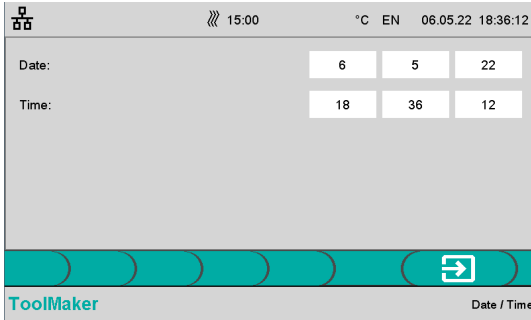 15:00 °C EN 06.05.22 18:36:12
Date: 6 5 22
Time: 18 36 12
ToolMaker Date / Time